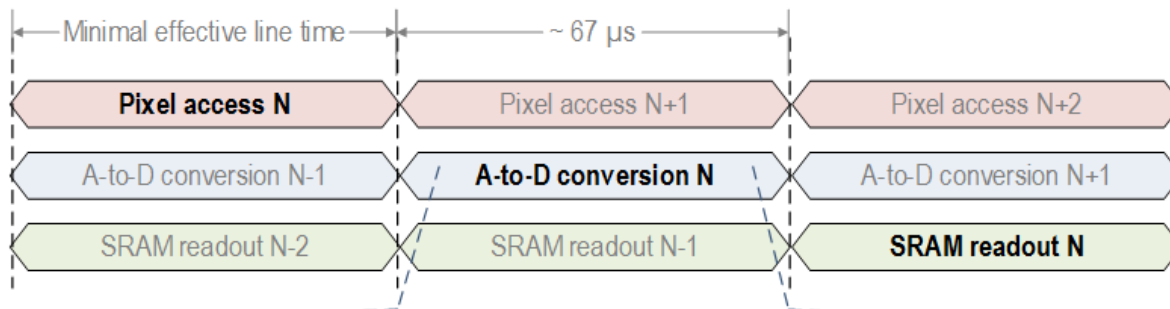 Minimal effective line time ~ 67 µs
Pixel access N Pixel access N+1 Pixel access N+2
A-to-D conversion N-1 A-to-D conversion N A-to-D conversion N+1
SRAM readout N-2 SRAM readout N-1 SRAM readout N